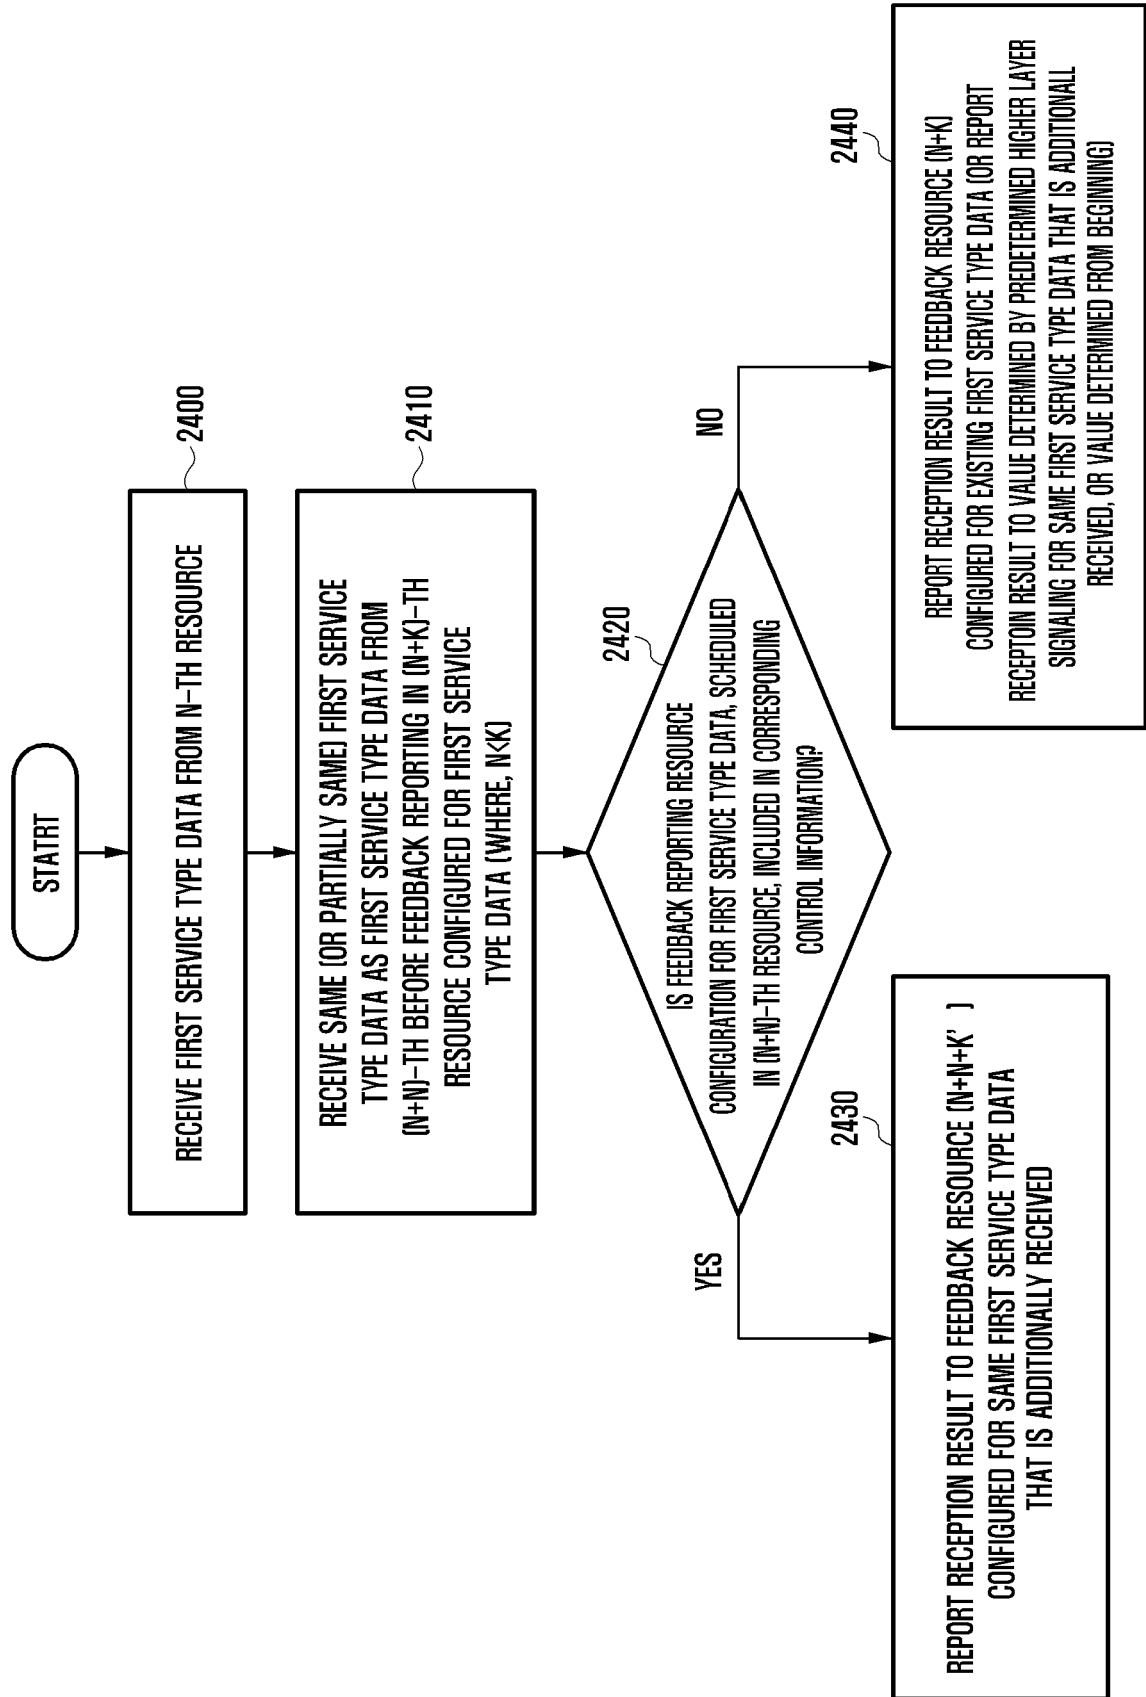 STATRT
2400
RECEIVE FIRST SERVICE TYPE DATA FROM N-TH RESOURCE
2410
RECEIVE SAME (OR PARTIALLY SAME) FIRST SERVICE
TYPE DATA AS FIRST SERVICE TYPE DATA FROM
(N+N)-TH BEFORE FEEDBACK REPORTING IN (N+K)-TH
RESOURCE CONFIGURED FOR FIRST SERVICE
TYPE DATA (WHERE, N<K)
2420
IS FEEDBACK REPORTING RESOURCE
CONFIGURATION FOR FIRST SERVICE TYPE DATA, SCHEDULED
IN (N+N)-TH RESOURCE, INCLUDED IN CORRESPONDING
CONTROL INFORMATION?
YES
NO
2430
REPORT RECEPTION RESULT TO FEEDBACK RESOURCE (N+N+K' )
CONFIGURED FOR SAME FIRST SERVICE TYPE DATA
THAT IS ADDITIONALLY RECEIVED
2440
REPORT RECEPTION RESULT TO FEEDBACK RESOURCE (N+K)
CONFIGURED FOR EXISTING FIRST SERVICE TYPE DATA (OR REPORT
RECEPTOIN RESULT TO VALUE DETERMINED BY PREDETERMINED HIGHER LAYER
SIGNALING FOR SAME FIRST SERVICE TYPE DATA THAT IS ADDITIONALL
RECEIVED, OR VALUE DETERMINED FROM BEGINNING)